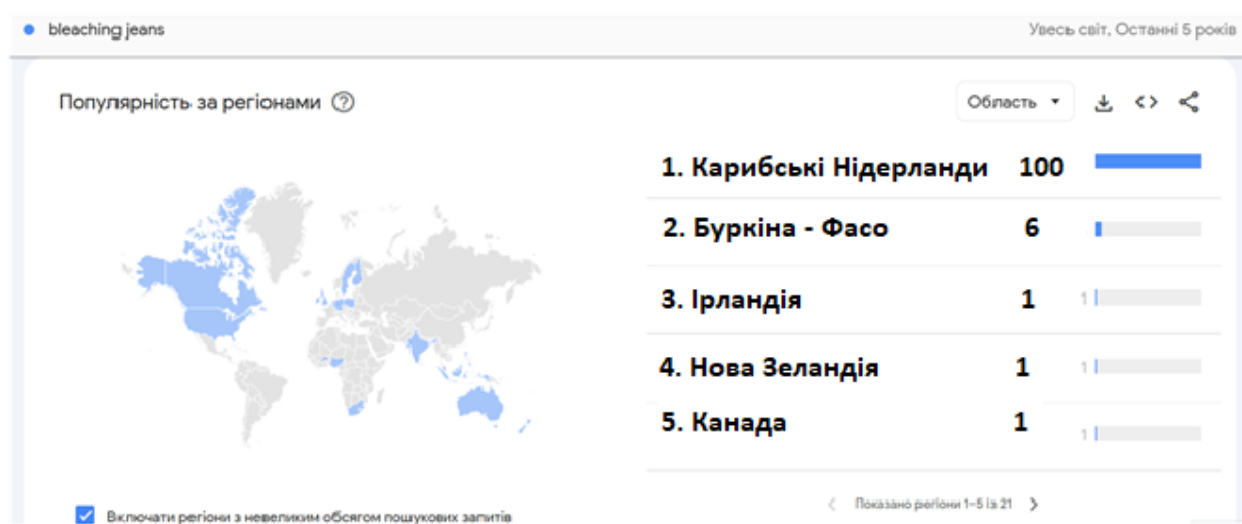 bleaching jeans
Увесь світ, Останні 5 років
Популярність за регіонами
Область
1. Карибські Нідерланди 100
2. Буркіна - Фасо 6
3. Ірландія 1 1
4. Нова Зеландія 1 1
5. Канада 1 1
Показано регіони 1–5 із 21
Включати регіони з невеликим обсягом пошукових запитів